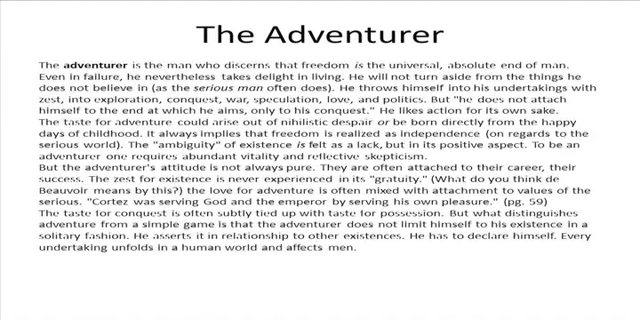 The Adventurer
The adventurer is the man who discerns that freedom is the universal, absolute end of man.
Even in failure, he nevertheless takes delight in living. He will not turn aside from the things he
does not believe in (as the serious man often does). He throws himself into his undertakings with
zest, into exploration, conquest, war, speculation, love, and politics. But "he does not attach
himself to the end at which he aims, only to his conquest." He likes action for its own sake.
The taste for adventure could arise out of nihilistic despair or be born directly from the happy
days of childhood. It always implies that freedom is realized as independence (on regards to the
serious world). The "ambiguity" of existence is felt as a lack, but in its positive aspect. To be an
adventurer one requires abundant vitality and reflective skepticism.
But the adventurer's attitude is not always pure. They are often attached to their career, their
success. The zest for existence is never experienced in its "gratuity." (What do you think de
Beauvoir means by this?) the love for adventure is often mixed with attachment to values of the
serious. "Cortez was serving God and the emperor by serving his own pleasure." (pg. 59)
The taste for conquest is often subtly tied up with taste for possession. But what distinguishes
adventure from a simple game is that the adventurer does not limit himself to his existence in a
solitary fashion. He asserts it in relationship to other existences. He has to declare himself. Every
undertaking unfolds in a human world and affects men.